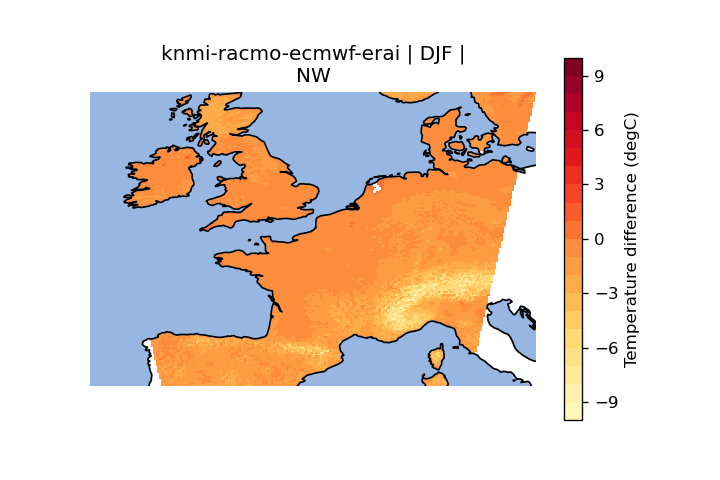 knmi-racmo-ecmwf-erai | DJF |
NW
9
6
3
0
−3
−6
−9
Temperature difference (degC)